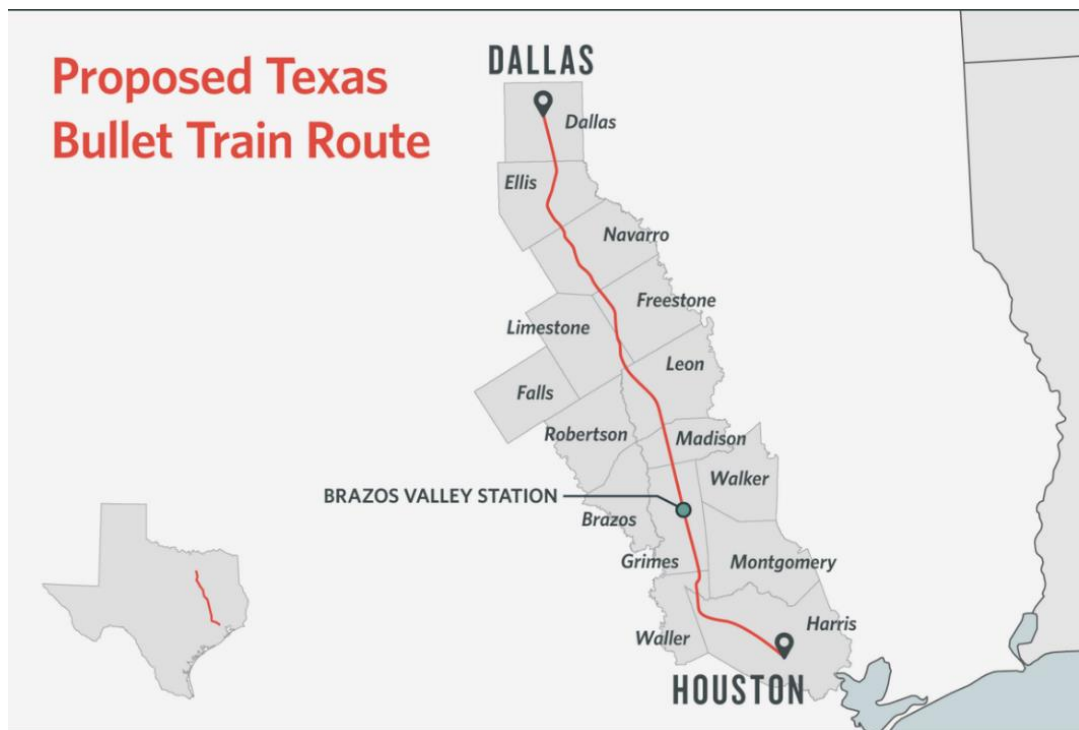 Proposed Texas
Bullet Train Route
DALLAS
Dallas
Ellis
Navarro
Freestone
Limestone
Leon
Falls
Robertson
Madison
Walker
BRAZOS VALLEY STATION
Brazos
Grimes
Montgomery
Harris
Waller
HOUSTON